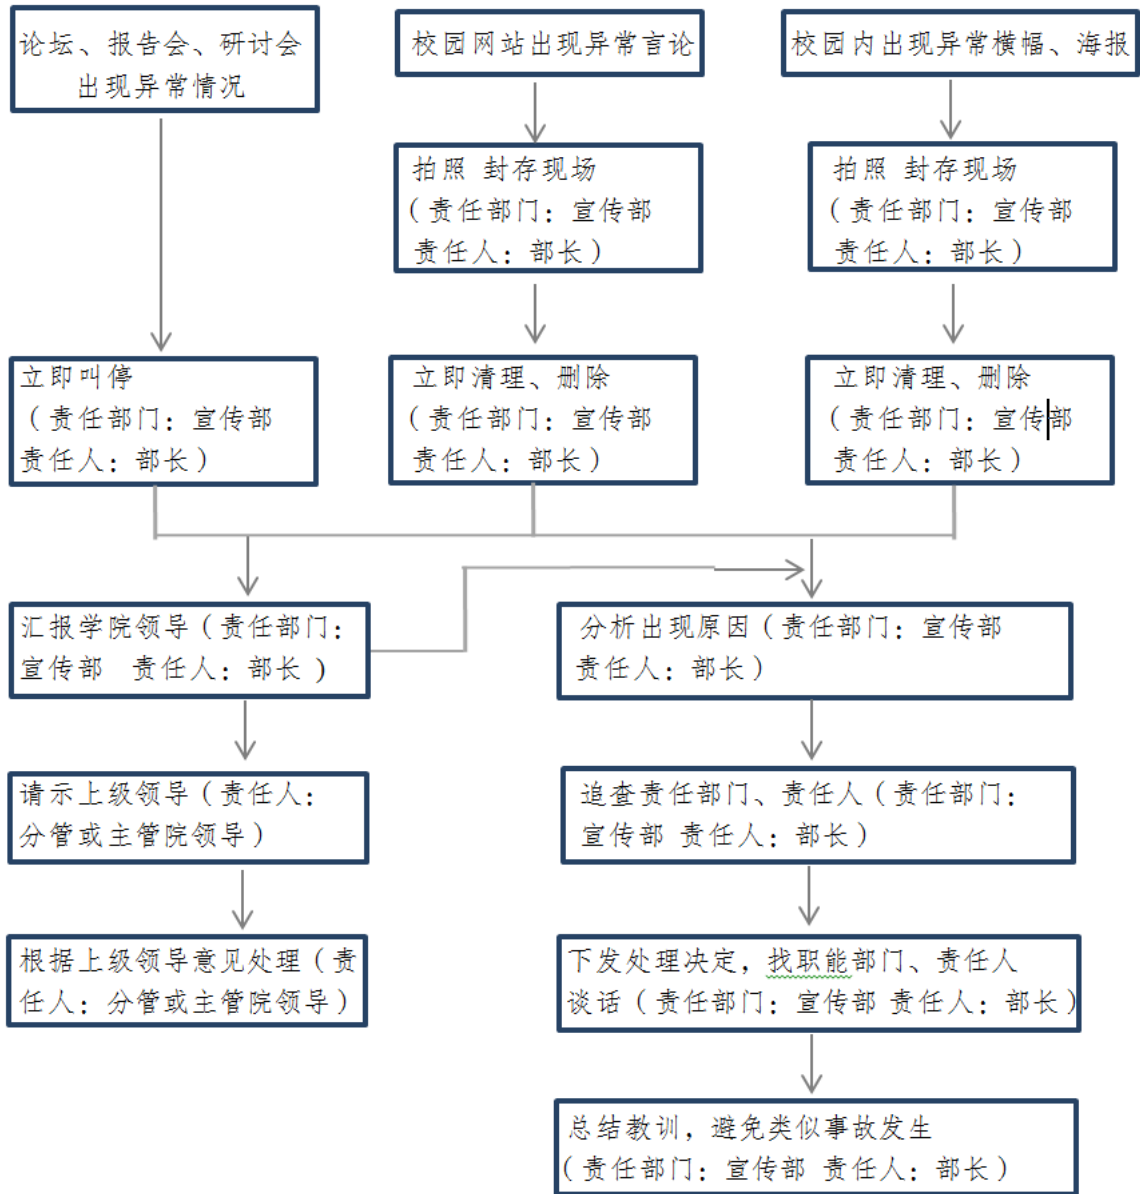 论坛、报告会、研讨会
出现异常情况
校园网站出现异常言论
校园内出现异常横幅、海报
拍照 封存现场
（责任部门：宣传部
责任人：部长）
拍照 封存现场
（责任部门：宣传部
责任人：部长）
立即叫停
（责任部门：宣传部
责任人：部长）
立即清理、删除
（责任部门：宣传部
责任人：部长）
立即清理、删除
（责任部门：宣传部
责任人：部长）
汇报学院领导（责任部门：
宣传部 责任人：部长 ）
分析出现原因（责任部门：宣传部
责任人：部长）
请示上级领导（责任人：
分管或主管院领导）
追查责任部门、责任人（责任部门：
宣传部 责任人：部长）
根据上级领导意见处理（责
任人：分管或主管院领导）
下发处理决定，找职能部门、责任人
谈话（责任部门：宣传部 责任人：部长）
总结教训，避免类似事故发生
（责任部门：宣传部 责任人：部长）